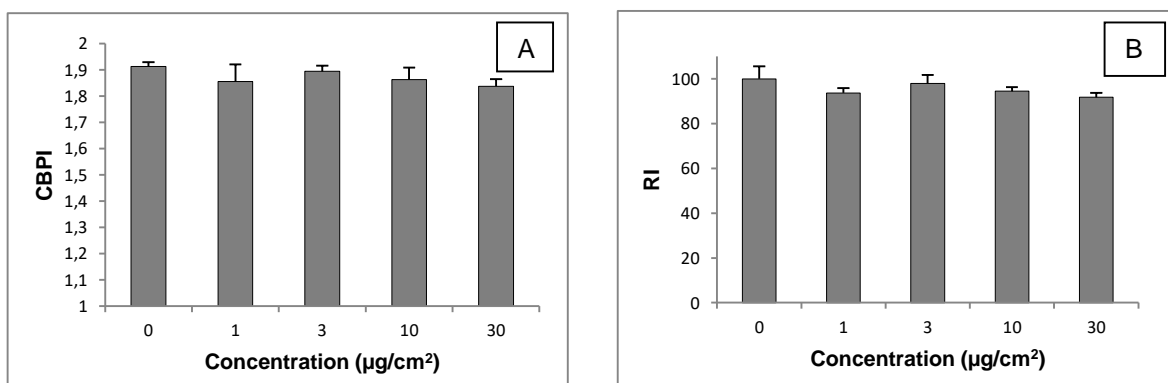 A
2
1,9
1,8
1,7
1,6
1,5
1,4
1,3
1,2
1,1
1
CBPI
0 1 3 10 30
Concentration (µg/cm²)
B
100
80
60
40
20
0
RI
0 1 3 10 30
Concentration (µg/cm²)